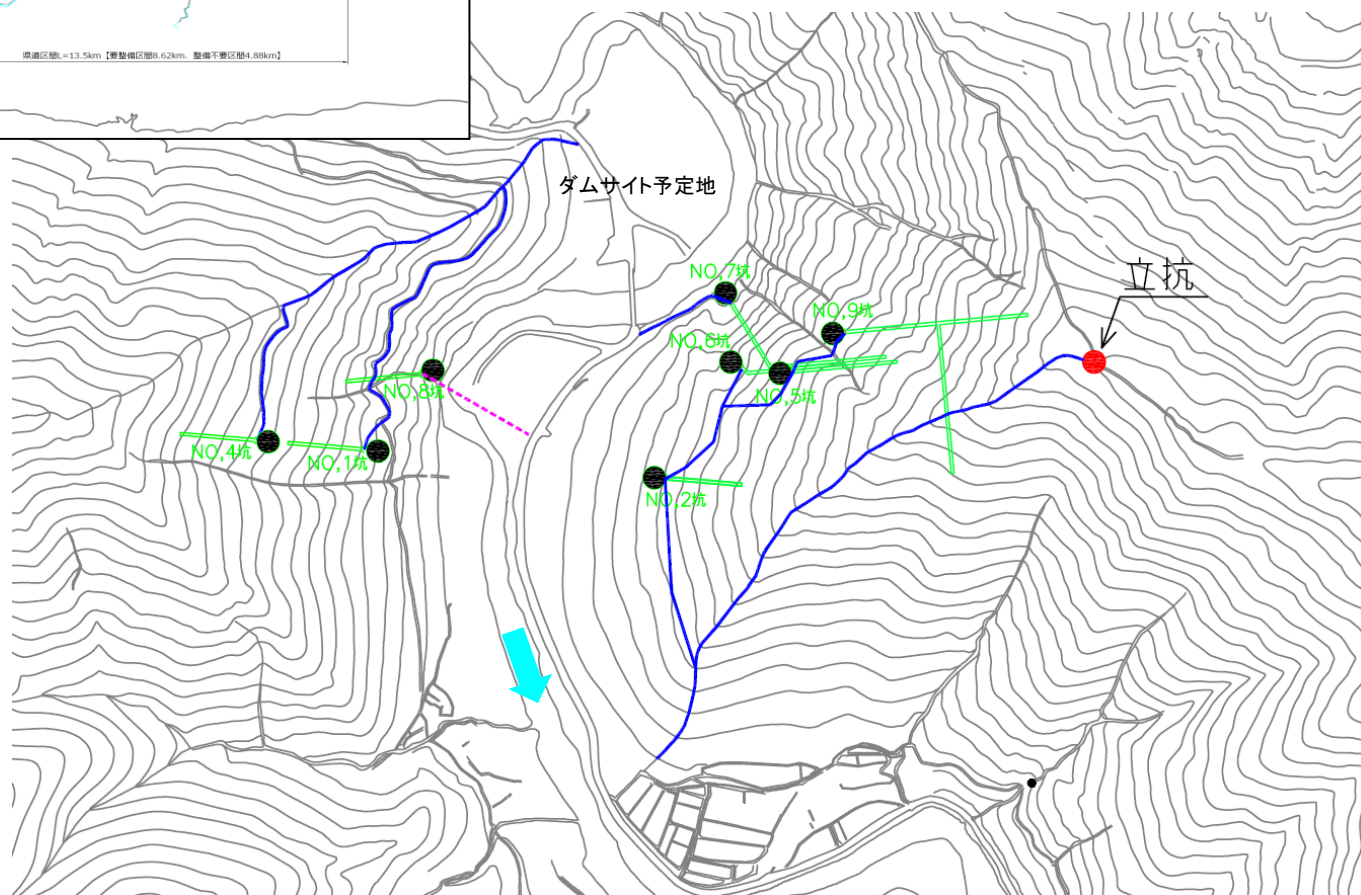 県道区間L=13.5km【要整備区間8.62km、整備不要区間4.88km】
ダムサイト予定地
立抗
NO,7坑
NO,9坑
NO,6坑
NO,5坑
NO,8坑
NO,4坑
NO,1坑
NO,2坑